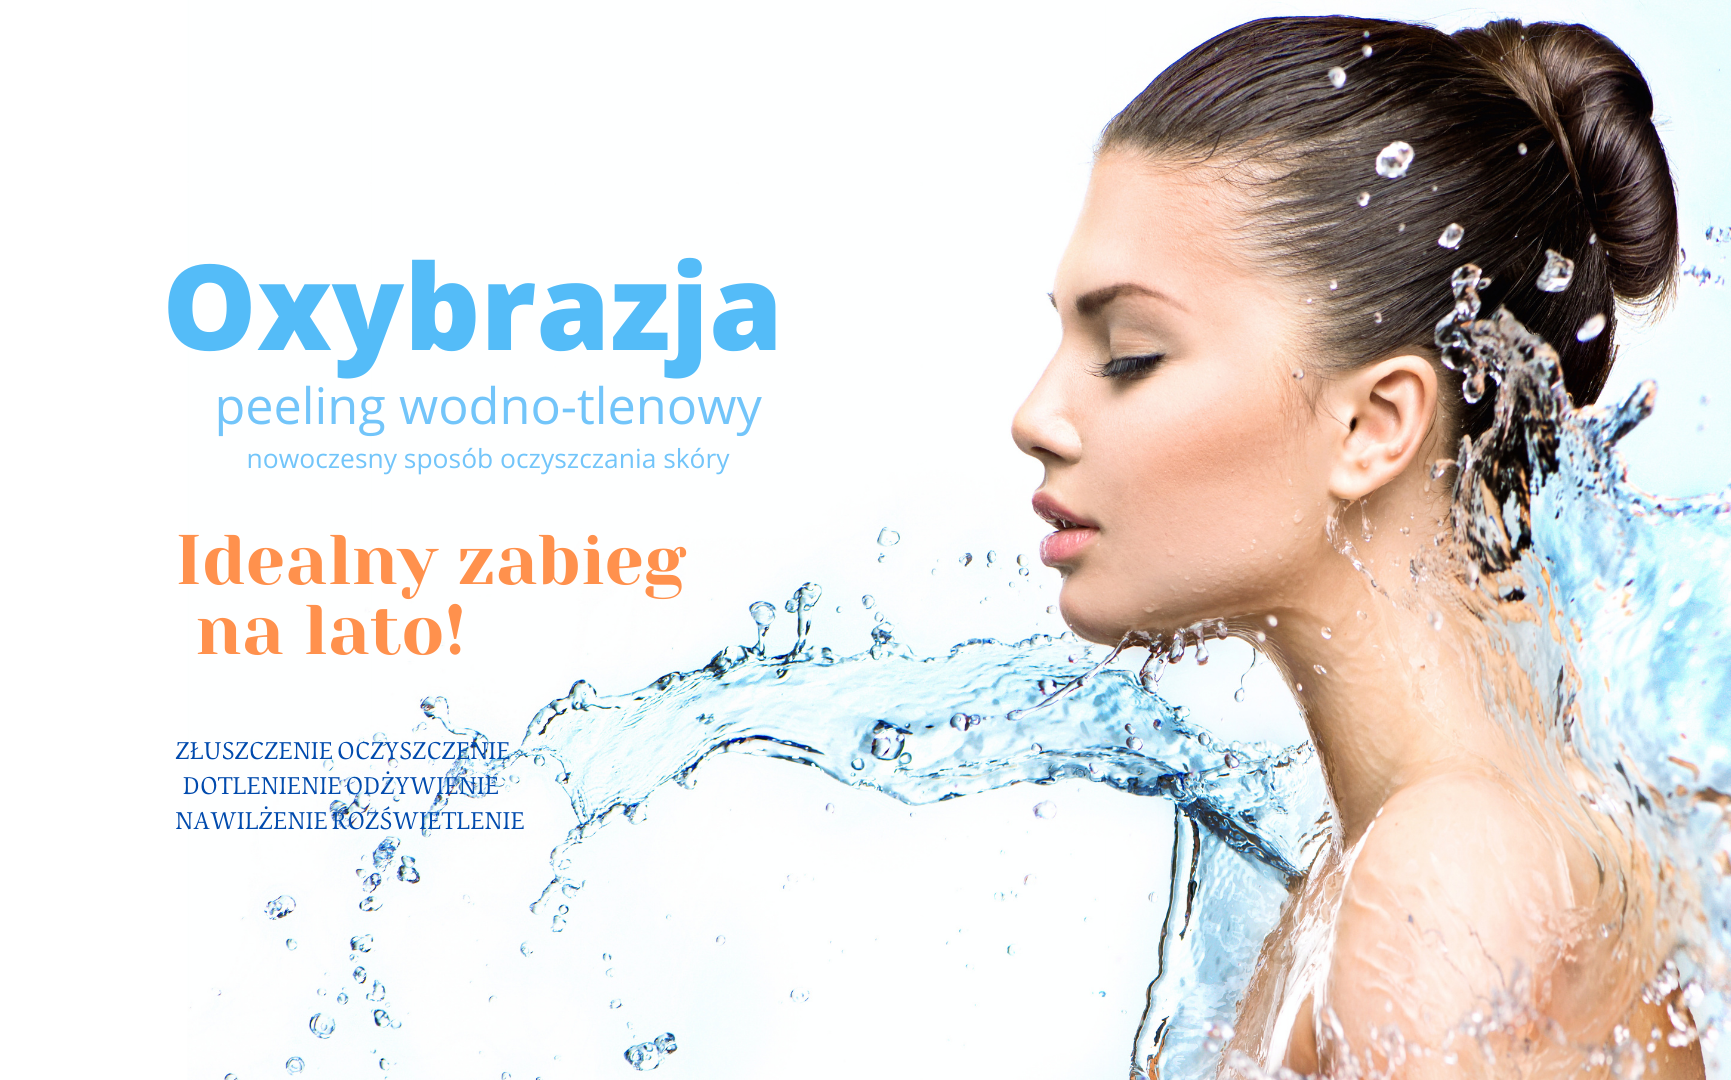 Oxybrazja
peeling wodno-tlenowy
nowoczesny sposób oczyszczania skóry
Idealny zabieg
na lato!
ZŁUSZCZENIE OCZYSZCZENIE
DOTLENIENIE ODŻYWIENIE
NAWILŻENIE ROZŚWIETLENIE